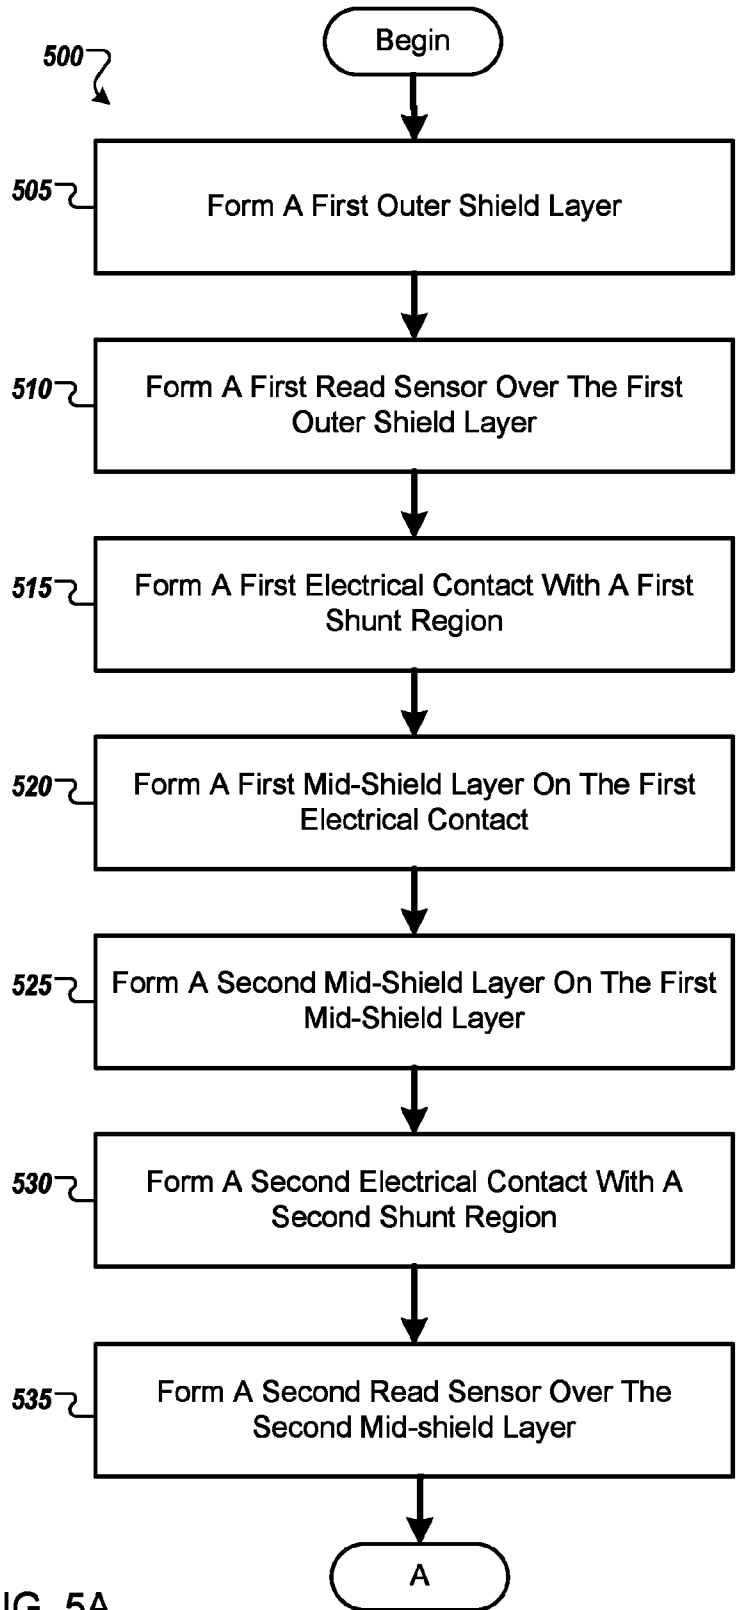 Begin
500
505
Form A First Outer Shield Layer
510
Form A First Read Sensor Over The First
Outer Shield Layer
515
Form A First Electrical Contact With A First
Shunt Region
520
Form A First Mid-Shield Layer On The First
Electrical Contact
525
Form A Second Mid-Shield Layer On The First
Mid-Shield Layer
530
Form A Second Electrical Contact With A
Second Shunt Region
535
Form A Second Read Sensor Over The
Second Mid-shield Layer
A
5A